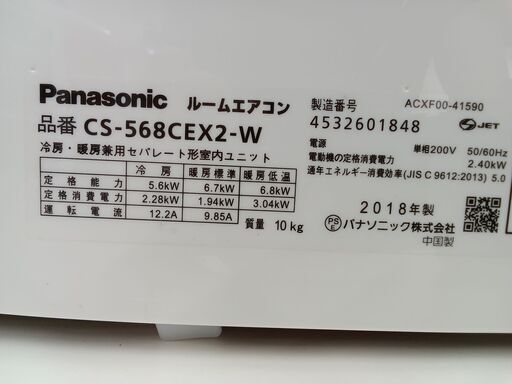 Panasonic ルームエアコン
品番 CS-568CEX2-W
冷房・暖房兼用セパレート形室内ユニット
冷房 暖房標準 暖房低温
定格能力 5.6kW 6.7kW 6.8kW
定格消費電力 2.28kW 1.94kW 3.04kW
運転電流 12.2A 9.85A
質量 10kg
製造番号 ACXF00-41590
4532601848 JET
電源 単相200V 50/60Hz
電動機の定格消費電力 2.40kW
通年エネルギー消費効率(JIS C 9612:2013) 5.0
2018年製
PSE パナソニック株式会社
中国製